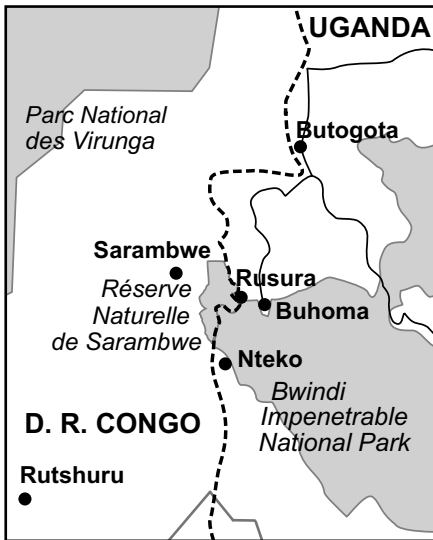 UGANDA
Parc National
des Virunga
Butogota
Sarambwe
Réserve
Naturelle
de Sarambwe
Rusura
Buhoma
Nteko
Bwindi
Impenetrable
National Park
D. R. CONGO
Rutshuru